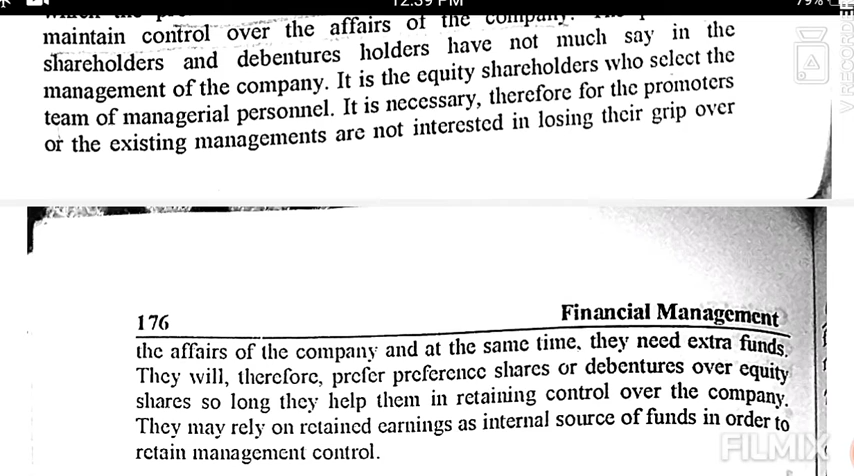 12:39 PM
79%
maintain control over the affairs of the company.
shareholders and debentures holders have not much say in the
management of the company. It is the equity shareholders who select the
team of managerial personnel. It is necessary, therefore for the promoters
or the existing managements are not interested in losing their grip over
176
Financial Management
the affairs of the company and at the same time, they need extra funds.
They will, therefore, prefer preference shares or debentures over equity
shares so long they help them in retaining control over the company.
They may rely on retained earnings as internal source of funds in order to
retain management control.
V RECORDER
FILMIX